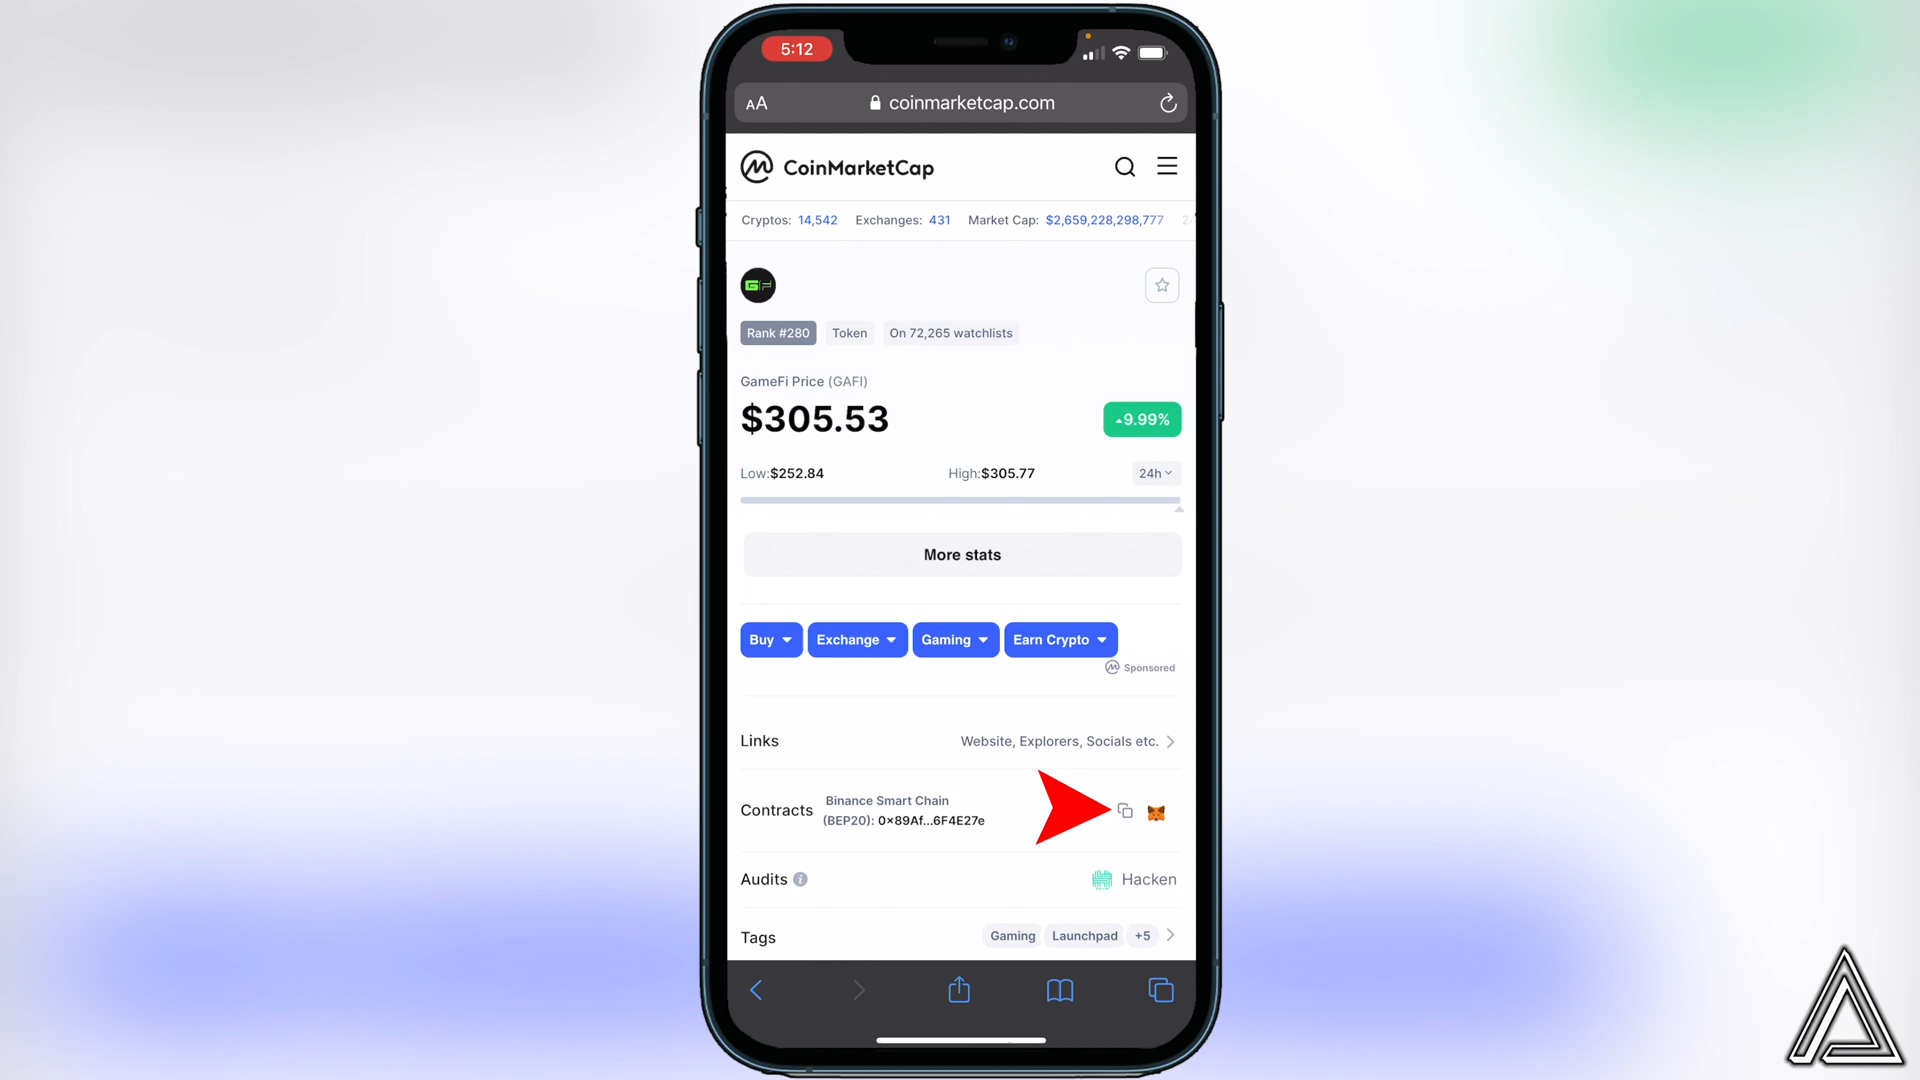 5:12
AA coinmarketcap.com
CoinMarketCap
Cryptos: 14,542 Exchanges: 431 Market Cap: $2,659,228,298,777
Rank #280 Token On 72,265 watchlists
GameFi Price (GAFI)
$305.53 9.99%
Low:$252.84 High:$305.77 24h
More stats
Buy Exchange Gaming Earn Crypto
Sponsored
Links Website, Explorers, Socials etc.
Contracts Binance Smart Chain
(BEP20): 0x89Af...6F4E27e
Audits Hacken
Tags Gaming Launchpad +5